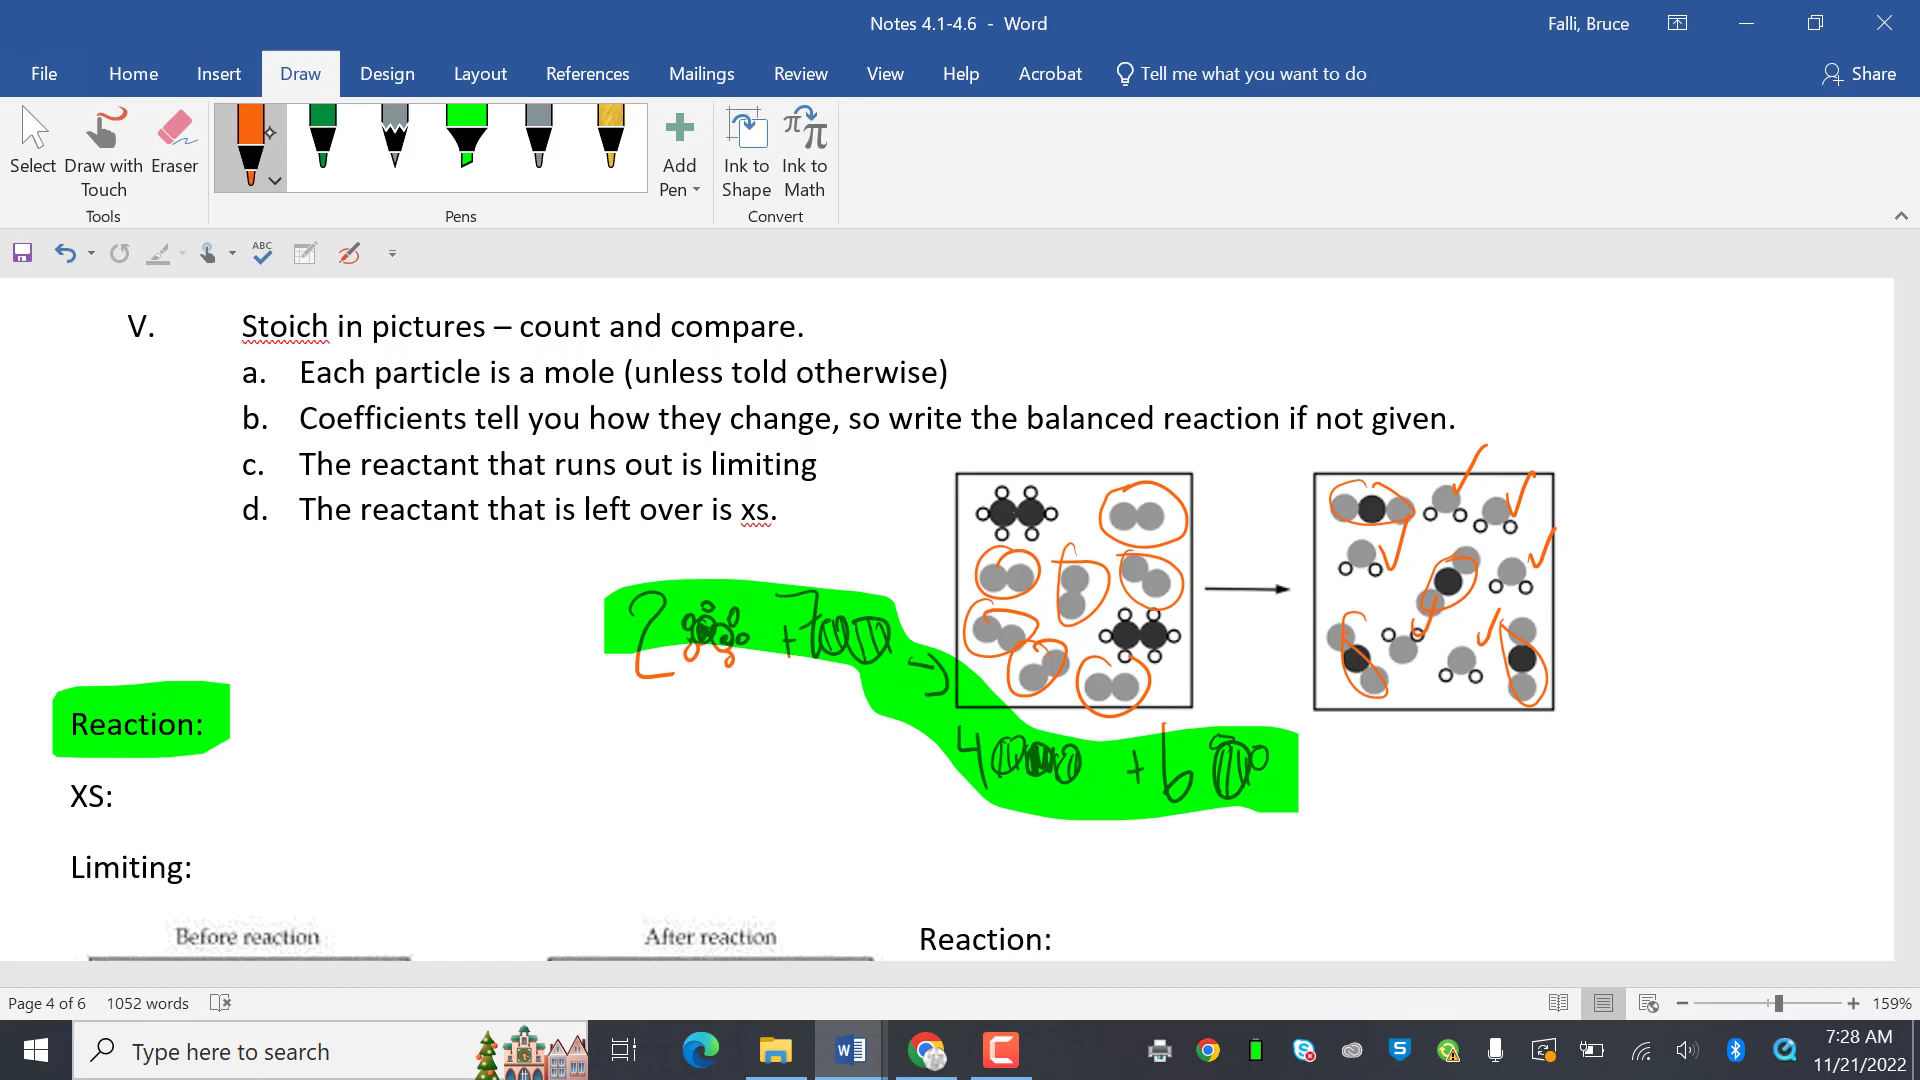 Notes 4.1-4.6 - Word
Falli, Bruce
File Home Insert Draw Design Layout References Mailings Review View Help Acrobat Tell me what you want to do Share
Select Draw with Touch Eraser Add Pen Ink to Shape Ink to Math
Tools Pens Convert
ABC
V. Stoich in pictures – count and compare.
a. Each particle is a mole (unless told otherwise)
b. Coefficients tell you how they change, so write the balanced reaction if not given.
c. The reactant that runs out is limiting
d. The reactant that is left over is xs.
2 + 7 →
4 + 6
Reaction:
XS:
Limiting:
Before reaction After reaction Reaction:
Page 4 of 6 1052 words 159%
Type here to search
7:28 AM
11/21/2022